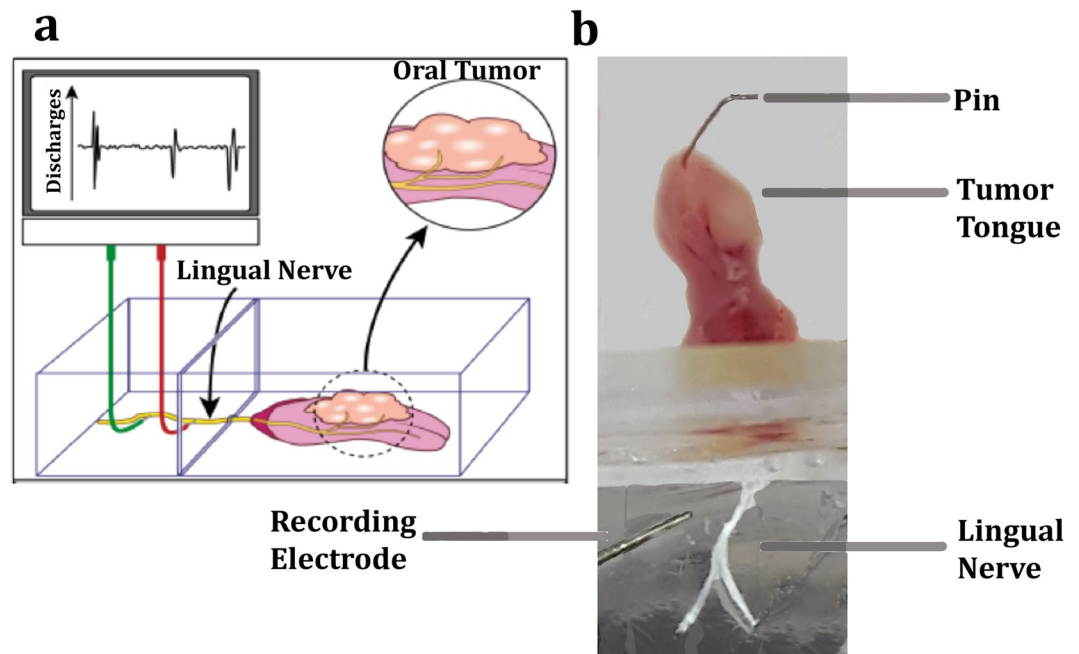 a
b
Oral Tumor
Discharges
Lingual Nerve
Pin
Tumor
Tongue
Recording
Electrode
Lingual
Nerve